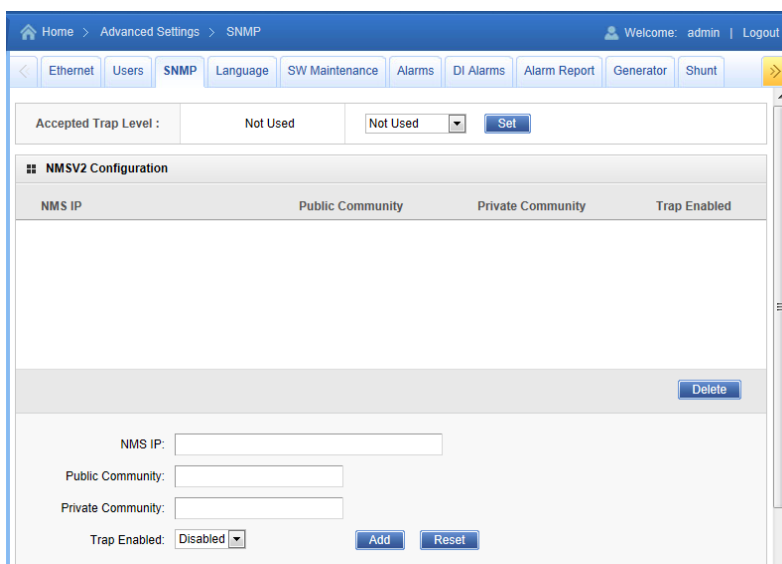 Home > Advanced Settings > SNMP
Welcome: admin | Logout
Ethernet Users SNMP Language SW Maintenance Alarms DI Alarms Alarm Report Generator Shunt
Accepted Trap Level : Not Used Not Used Set
NMSV2 Configuration
NMS IP Public Community Private Community Trap Enabled
Delete
NMS IP:
Public Community:
Private Community:
Trap Enabled: Disabled Add Reset